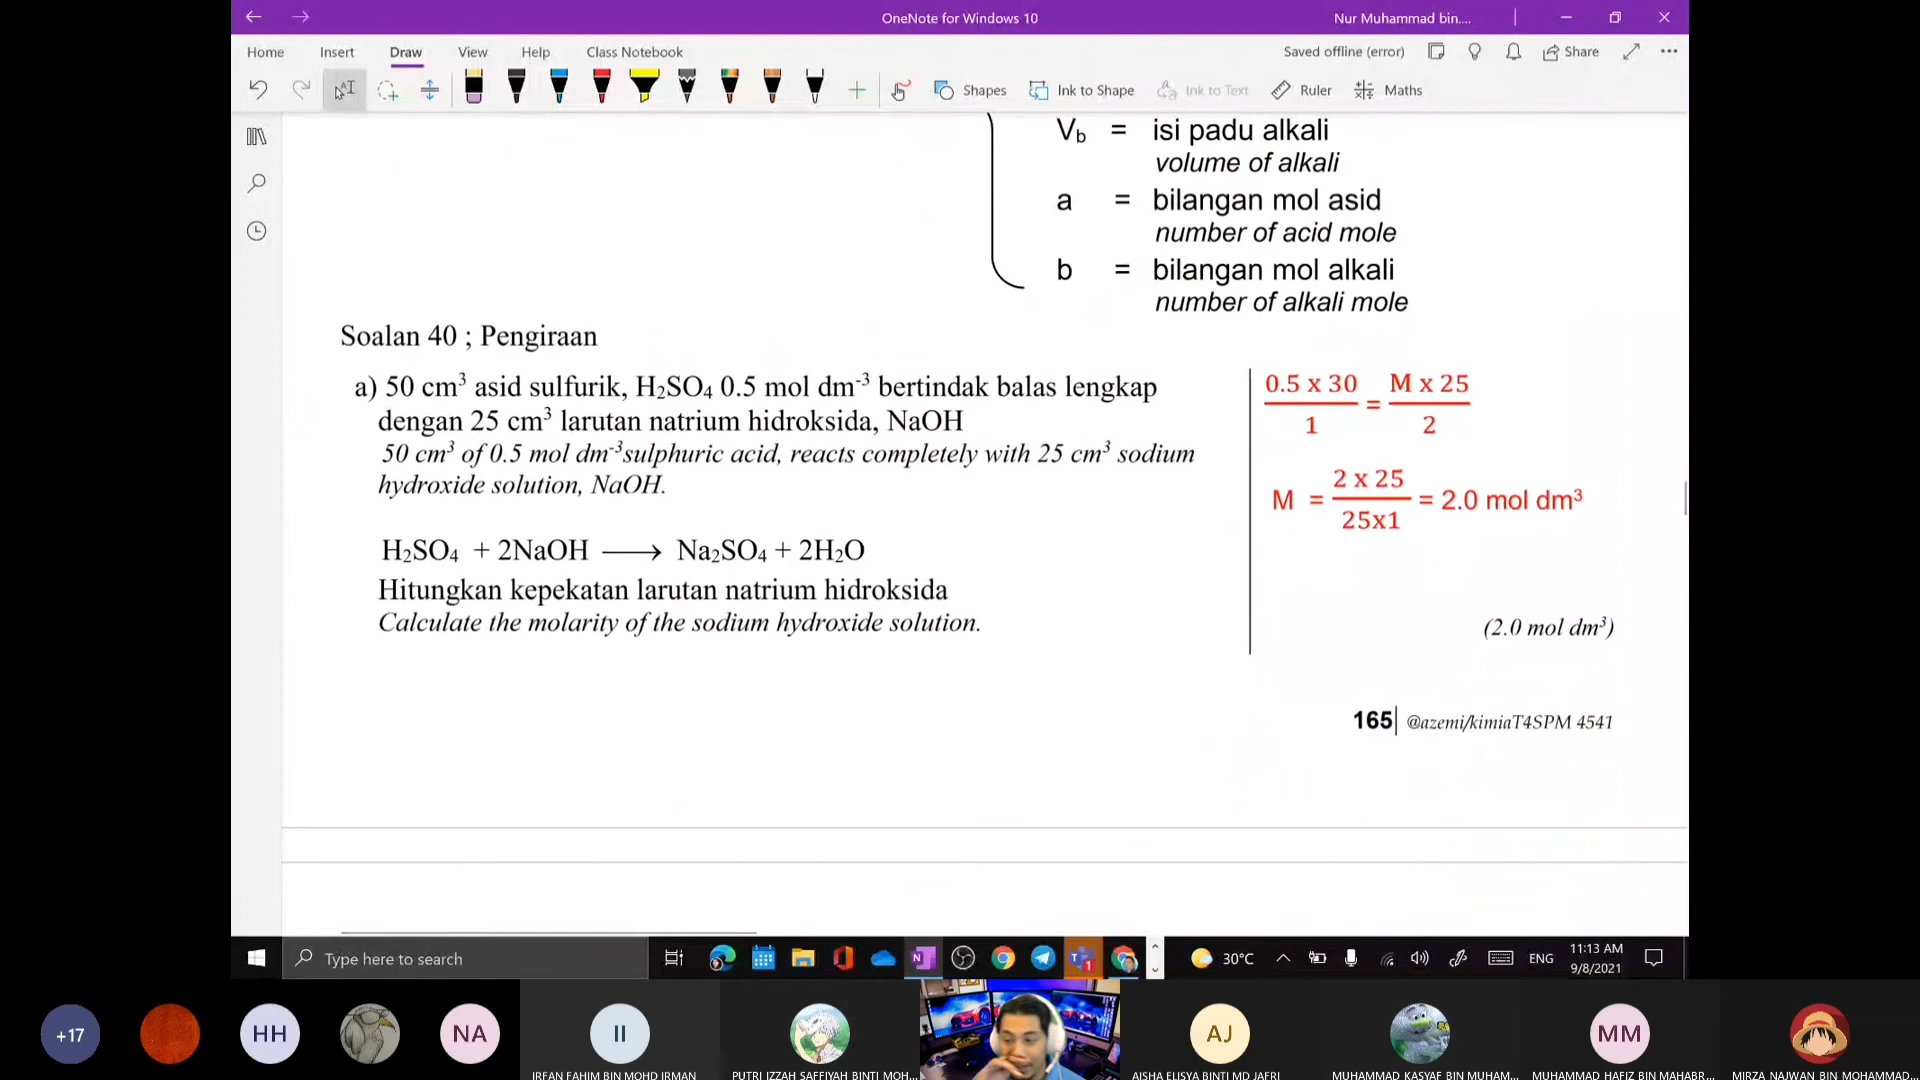 OneNote for Windows 10
Nur Muhammad bin....
Home Insert Draw View Help Class Notebook
Saved offline (error) Share
Shapes Ink to Shape Ink to Text Ruler Maths
V_b = isi padu alkali
volume of alkali
a = bilangan mol asid
number of acid mole
b = bilangan mol alkali
number of alkali mole
Soalan 40 ; Pengiraan
a) 50 cm³ asid sulfurik, H₂SO₄ 0.5 mol dm⁻³ bertindak balas lengkap
dengan 25 cm³ larutan natrium hidroksida, NaOH
50 cm³ of 0.5 mol dm⁻³sulphuric acid, reacts completely with 25 cm³ sodium
hydroxide solution, NaOH.
H₂SO₄ + 2NaOH ⟶ Na₂SO₄ + 2H₂O
Hitungkan kepekatan larutan natrium hidroksida
Calculate the molarity of the sodium hydroxide solution.
0.5 x 30 / 1 = M x 25 / 2
M = 2 x 25 / 25x1 = 2.0 mol dm³
(2.0 mol dm³)
165| @azemi/kimiaT4SPM 4541
Type here to search
30°C
ENG
11:13 AM
9/8/2021
+17
HH
NA
II
AJ
MM
IRFAN FAHIM BIN MOHD IRMAN
PUTRI IZZAH SAFFIYAH BINTI MOH...
AISHA ELISYA BINTI MD JAFRI
MUHAMMAD KASYAF BIN MUHAM...
MUHAMMAD HAFIZ BIN MAHABR...
MIRZA NAJWAN BIN MOHAMMAD...